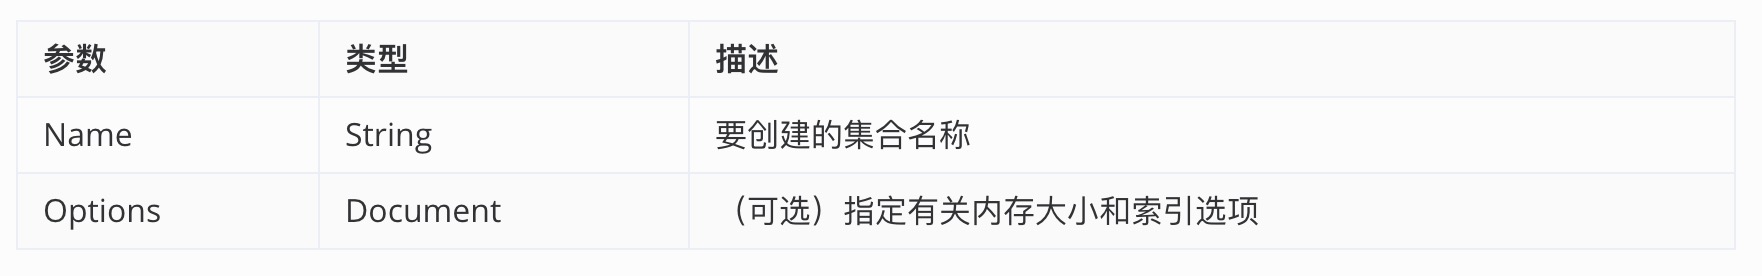 参数 类型 描述
Name String 要创建的集合名称
Options Document （可选）指定有关内存大小和索引选项